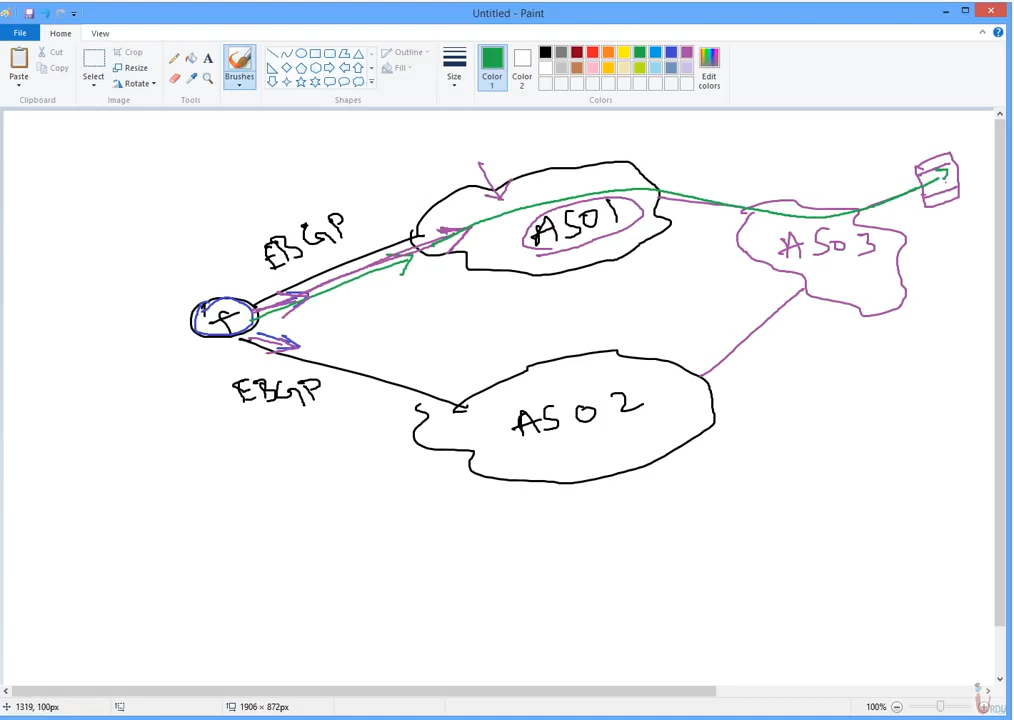 Untitled - Paint
File Home View
Paste
Cut
Copy
Clipboard
Select
Crop
Resize
Rotate
Image
A
Tools
Brushes
Outline
Fill
Shapes
Size
Color 1
Color 2
Edit colors
Colors
AS01
EBGP
AS03
EBGP
AS02
1319, 100px
1906 × 872px
100%